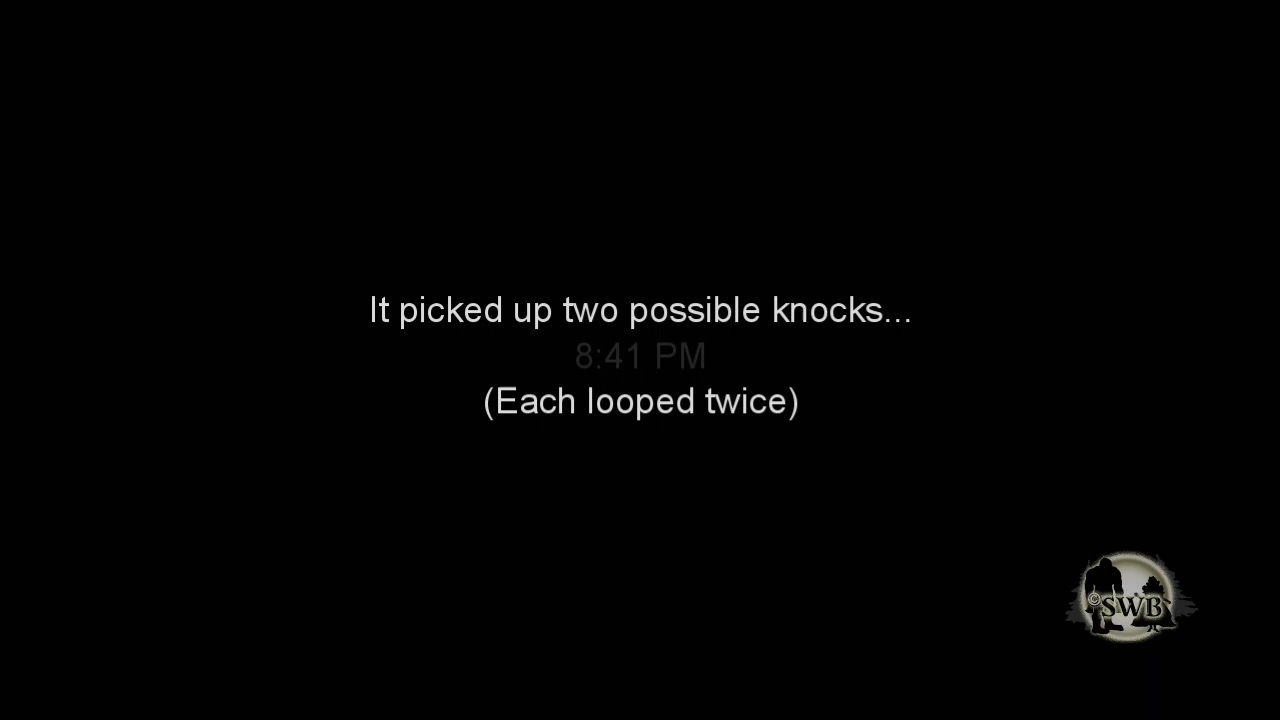 It picked up two possible knocks...
8:41 PM
(Each looped twice)
©SWB